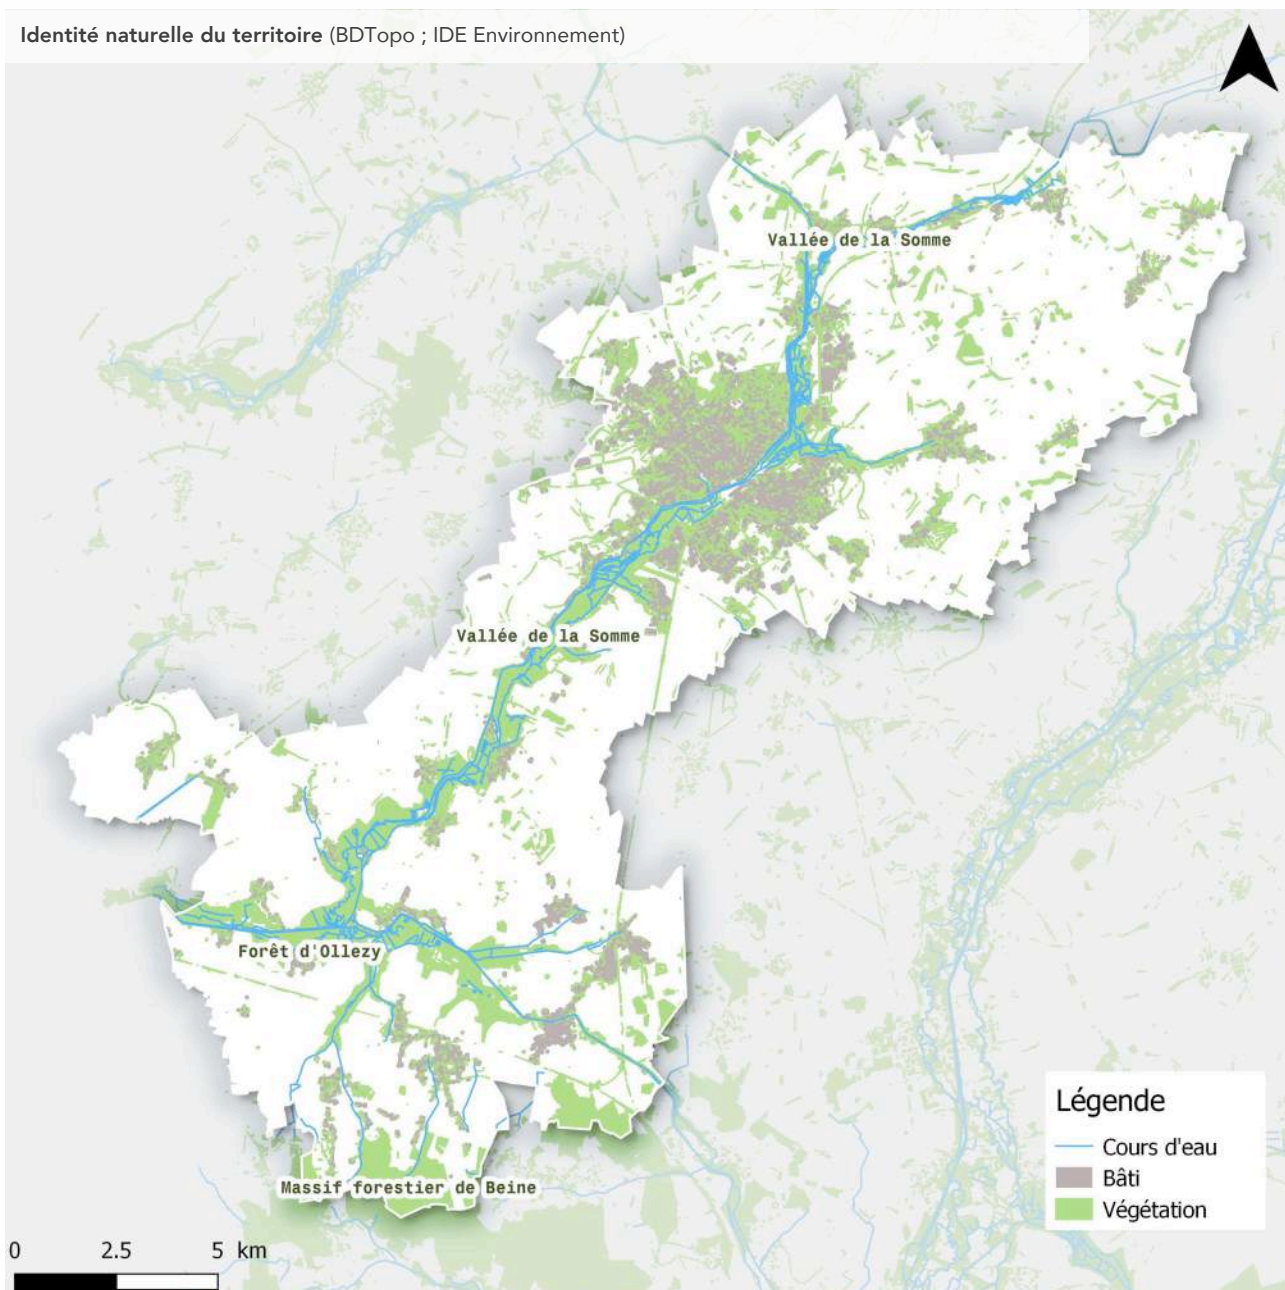 Identité naturelle du territoire (BDTopo ; IDE Environnement)
Vallée de la Somme
Vallée de la Somme
Forêt d'Ollezy
Massif forestier de Beine
Légende
Cours d'eau
Bâti
Végétation
0 2.5 5 km